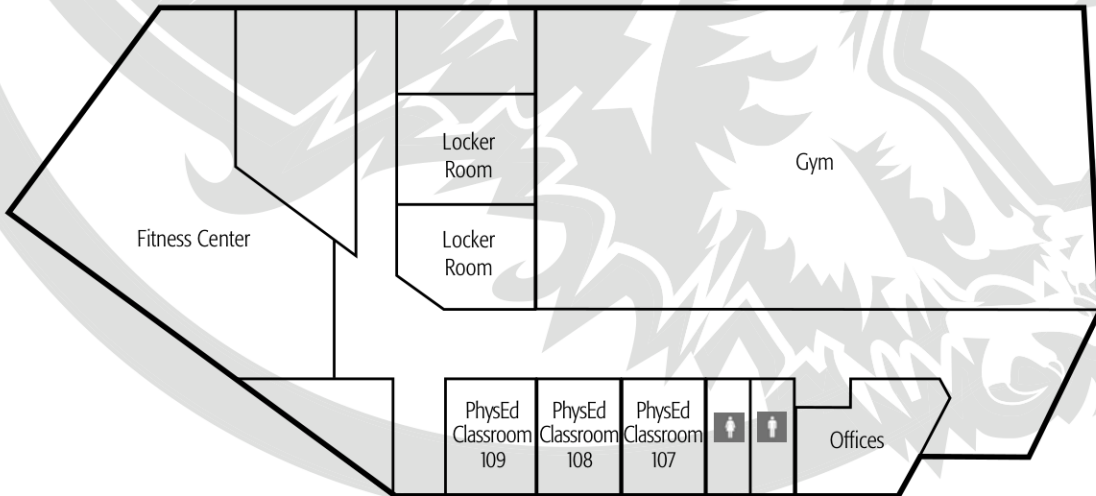 Locker
Room
Gym
Fitness Center
Locker
Room
PhysEd
Classroom
109
PhysEd
Classroom
108
PhysEd
Classroom
107
Offices